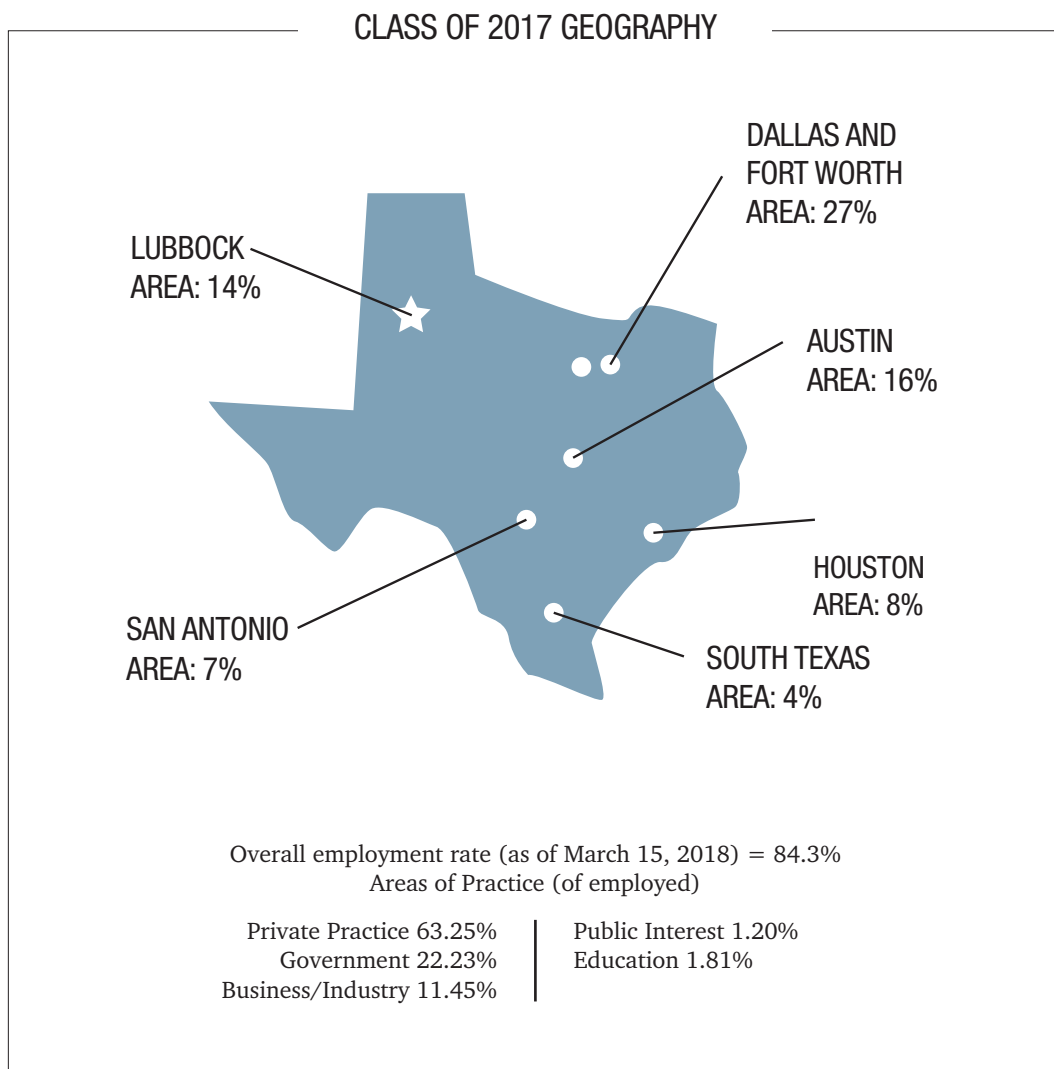 CLASS OF 2017 GEOGRAPHY
DALLAS AND
FORT WORTH
AREA: 27%
LUBBOCK
AREA: 14%
AUSTIN
AREA: 16%
HOUSTON
AREA: 8%
SAN ANTONIO
AREA: 7%
SOUTH TEXAS
AREA: 4%
Overall employment rate (as of March 15, 2018) = 84.3%
Areas of Practice (of employed)
Private Practice 63.25%
Government 22.23%
Business/Industry 11.45%
Public Interest 1.20%
Education 1.81%